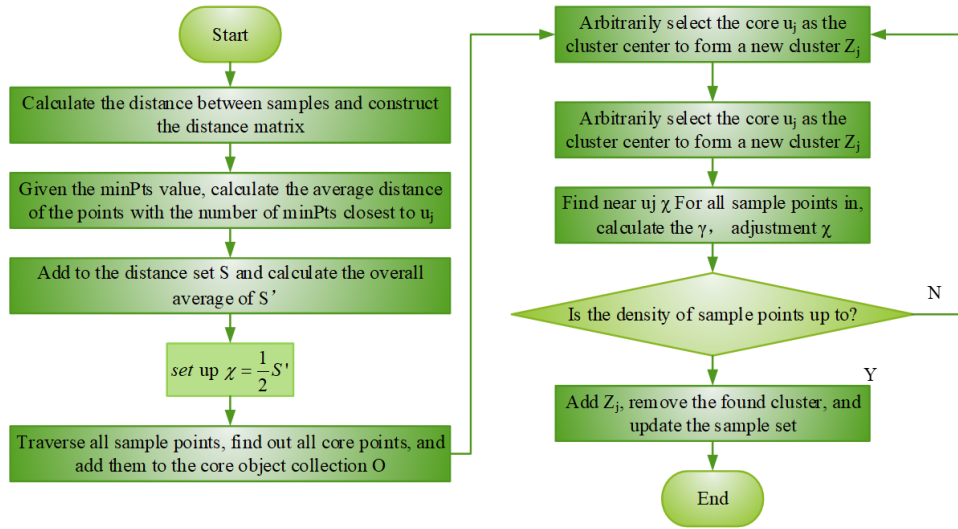 Start
Calculate the distance between samples and construct
the distance matrix
Given the minPts value, calculate the average distance
of the points with the number of minPts closest to uⱼ
Add to the distance set S and calculate the overall
average of S’
set up χ = 1/2 S'
Traverse all sample points, find out all core points, and
add them to the core object collection O
Arbitrarily select the core uⱼ as the
cluster center to form a new cluster Zⱼ
Arbitrarily select the core uⱼ as the
cluster center to form a new cluster Zⱼ
Find near uj χ For all sample points in,
calculate the γ， adjustment χ
Is the density of sample points up to?
N
Y
Add Zⱼ, remove the found cluster, and
update the sample set
End